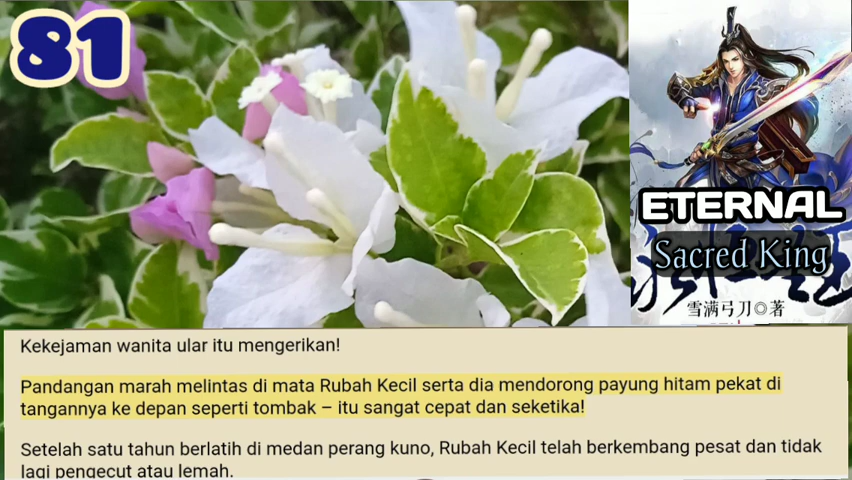 81
ETERNAL
Sacred King
雪满弓刀◎著
Kekejaman wanita ular itu mengerikan!
Pandangan marah melintas di mata Rubah Kecil serta dia mendorong payung hitam pekat di
tangannya ke depan seperti tombak – itu sangat cepat dan seketika!
Setelah satu tahun berlatih di medan perang kuno, Rubah Kecil telah berkembang pesat dan tidak
lagi pengecut atau lemah.